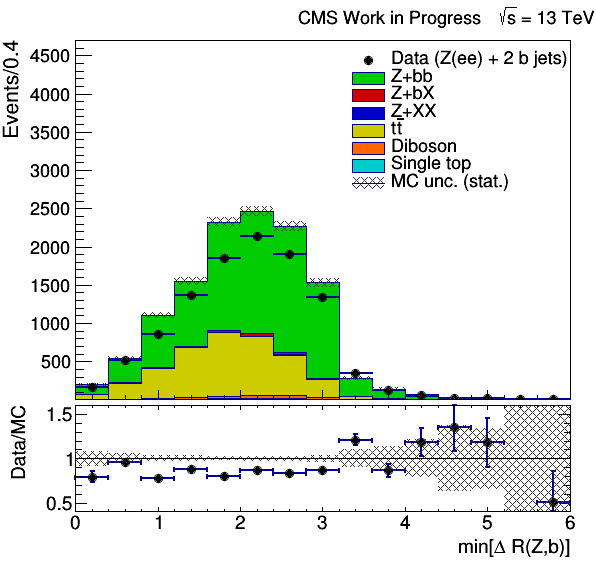 CMS Work in Progress √s = 13 TeV
Events/0.4
4500
4000
3500
3000
2500
2000
1500
1000
500
Data (Z(ee) + 2 b jets)
Z+bb
Z+bX
Z+XX
tt̄
Diboson
Single top
MC unc. (stat.)
Data/MC
1.5
1
0.5
0 1 2 3 4 5 6
min[Δ R(Z,b)]